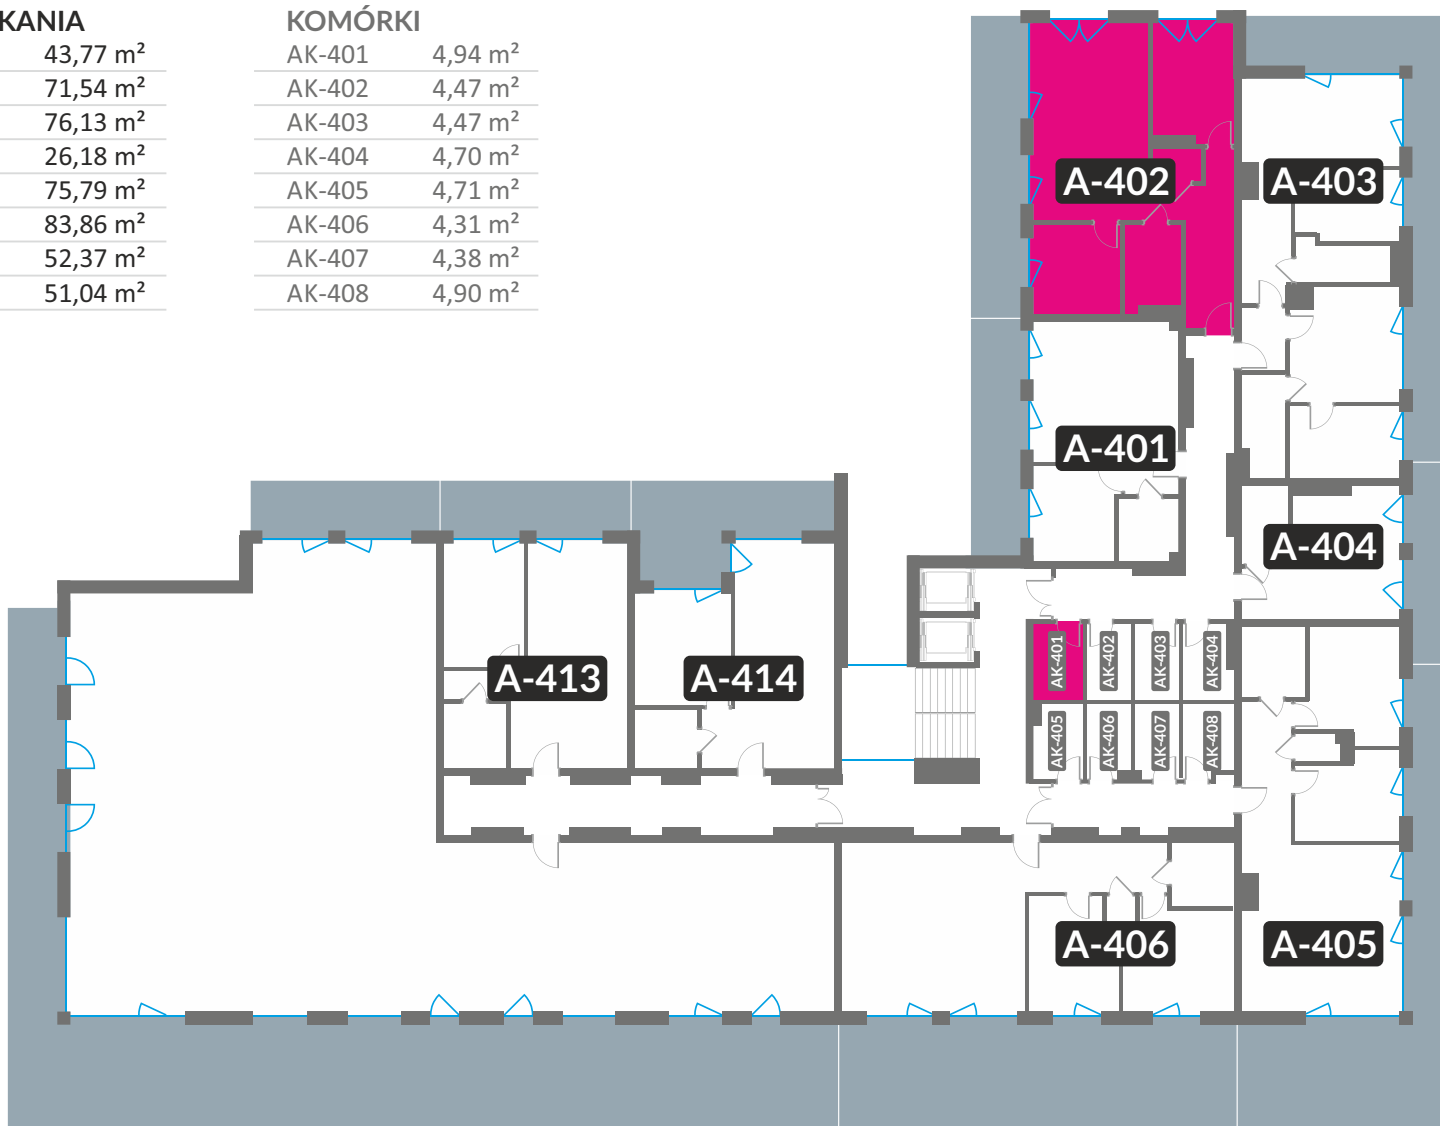 KANIA KOMÓRKI
43,77 m² AK-401 4,94 m²
71,54 m² AK-402 4,47 m²
76,13 m² AK-403 4,47 m²
26,18 m² AK-404 4,70 m²
75,79 m² AK-405 4,71 m²
83,86 m² AK-406 4,31 m²
52,37 m² AK-407 4,38 m²
51,04 m² AK-408 4,90 m²
A-402 A-403
A-401
A-404
AK-401 AK-402 AK-403 AK-404
A-413 A-414
AK-405 AK-406 AK-407 AK-408
A-406 A-405